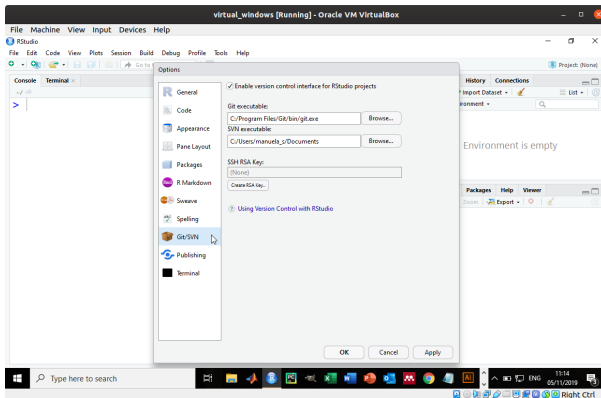 virtual_windows [Running] - Oracle VM VirtualBox
File Machine View Input Devices Help
RStudio
File Edit Code View Plots Session Build Debug Profile Tools Help
Go to
Project: (None)
Options
Console Terminal
~/
>
General
Code
Appearance
Pane Layout
Packages
R Markdown
Sweave
Spelling
Git/SVN
Publishing
Terminal
Enable version control interface for RStudio projects
Git executable:
C:/Program Files/Git/bin/git.exe
Browse...
SVN executable:
C:/Users/manuela_s/Documents
Browse...
SSH RSA Key:
(None)
Create RSA Key...
Using Version Control with RStudio
OK Cancel Apply
History Connections
Import Dataset
List
ironment
Environment is empty
Packages Help Viewer
Zoom Export
Type here to search
ENG
11:14
05/11/2019
Right Ctrl